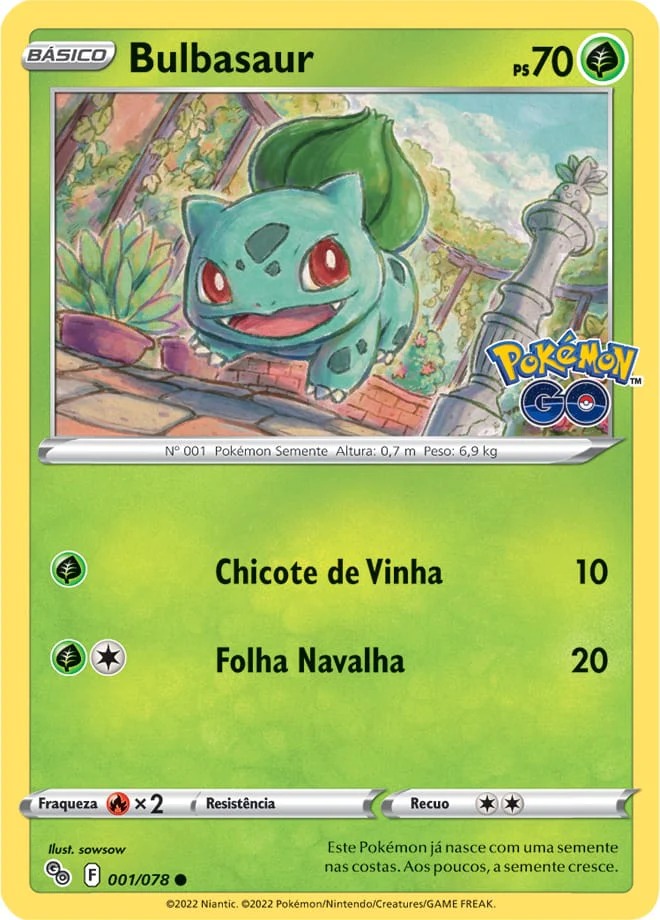 BÁSICO Bulbasaur PS70
Pokémon GO TM
Nº 001 Pokémon Semente Altura: 0,7 m Peso: 6,9 kg
Chicote de Vinha 10
Folha Navalha 20
Fraqueza ×2 Resistência Recuo
Ilust. sowsow
Este Pokémon já nasce com uma semente
nas costas. Aos poucos, a semente cresce.
GO F 001/078
©2022 Niantic. ©2022 Pokémon/Nintendo/Creatures/GAME FREAK.